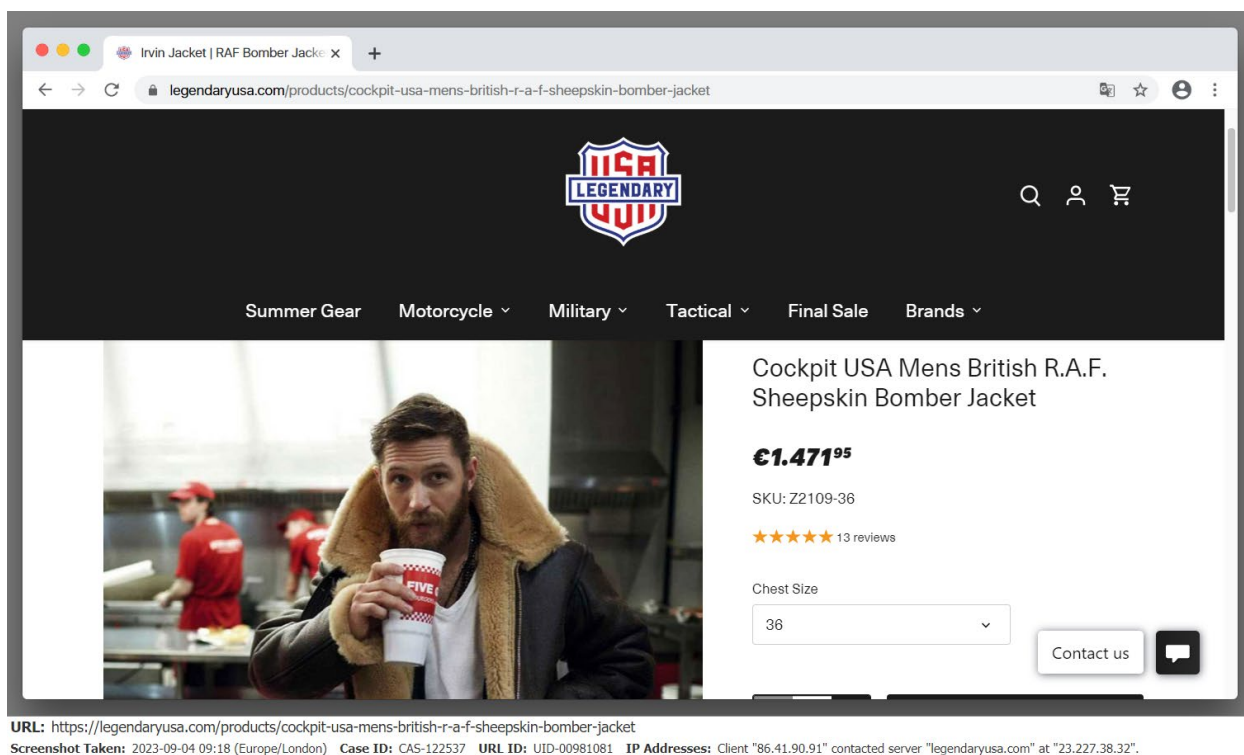 Irvin Jacket | RAF Bomber Jacke
legendaryusa.com/products/cockpit-usa-mens-british-r-a-f-sheepskin-bomber-jacket
USA
LEGENDARY
USA
Summer Gear Motorcycle Military Tactical Final Sale Brands
Cockpit USA Mens British R.A.F.
Sheepskin Bomber Jacket
€1.471⁹⁵
SKU: Z2109-36
★★★★★ 13 reviews
FIVE
Chest Size
36
Contact us
URL: https://legendaryusa.com/products/cockpit-usa-mens-british-r-a-f-sheepskin-bomber-jacket
Screenshot Taken: 2023-09-04 09:18 (Europe/London) Case ID: CAS-122537 URL ID: UID-00981081 IP Addresses: Client "86.41.90.91" contacted server "legendaryusa.com" at "23.227.38.32".